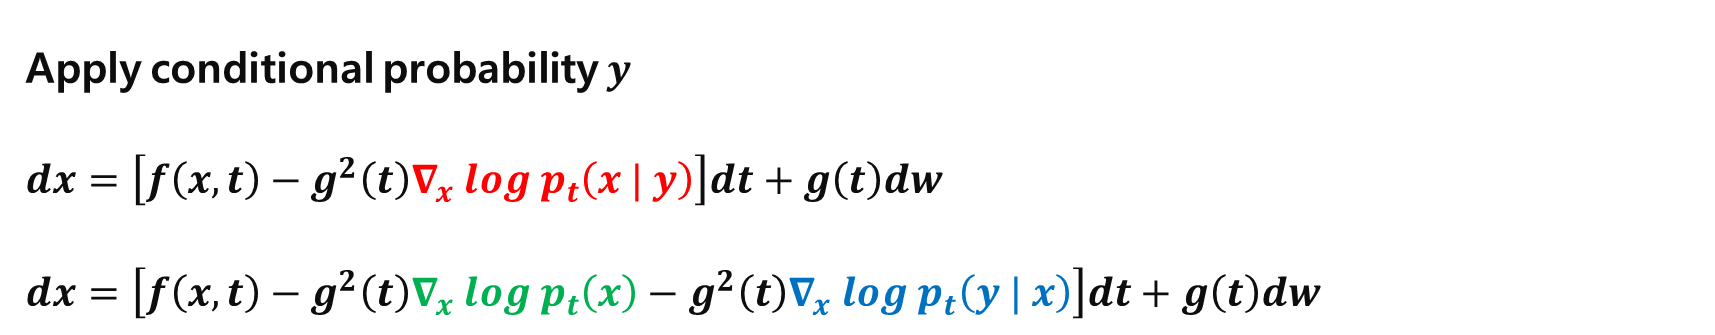 Apply conditional probability y
dx = [f(x, t) − g²(t)∇ₓ log pₜ(x | y)]dt + g(t)dw
dx = [f(x, t) − g²(t)∇ₓ log pₜ(x) − g²(t)∇ₓ log pₜ(y | x)]dt + g(t)dw